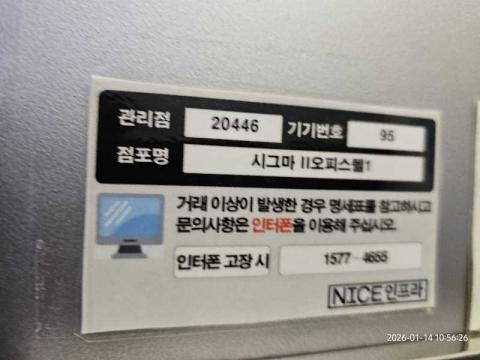 관리점 20446 기기번호 95
점포명 시그마 II오피스텔1
거래 이상이 발생한 경우 명세표를 참고하시고
문의사항은 인터폰을 이용해 주십시오.
인터폰 고장 시 1577-4655
NICE인프라
2026-01-14 10:56:26